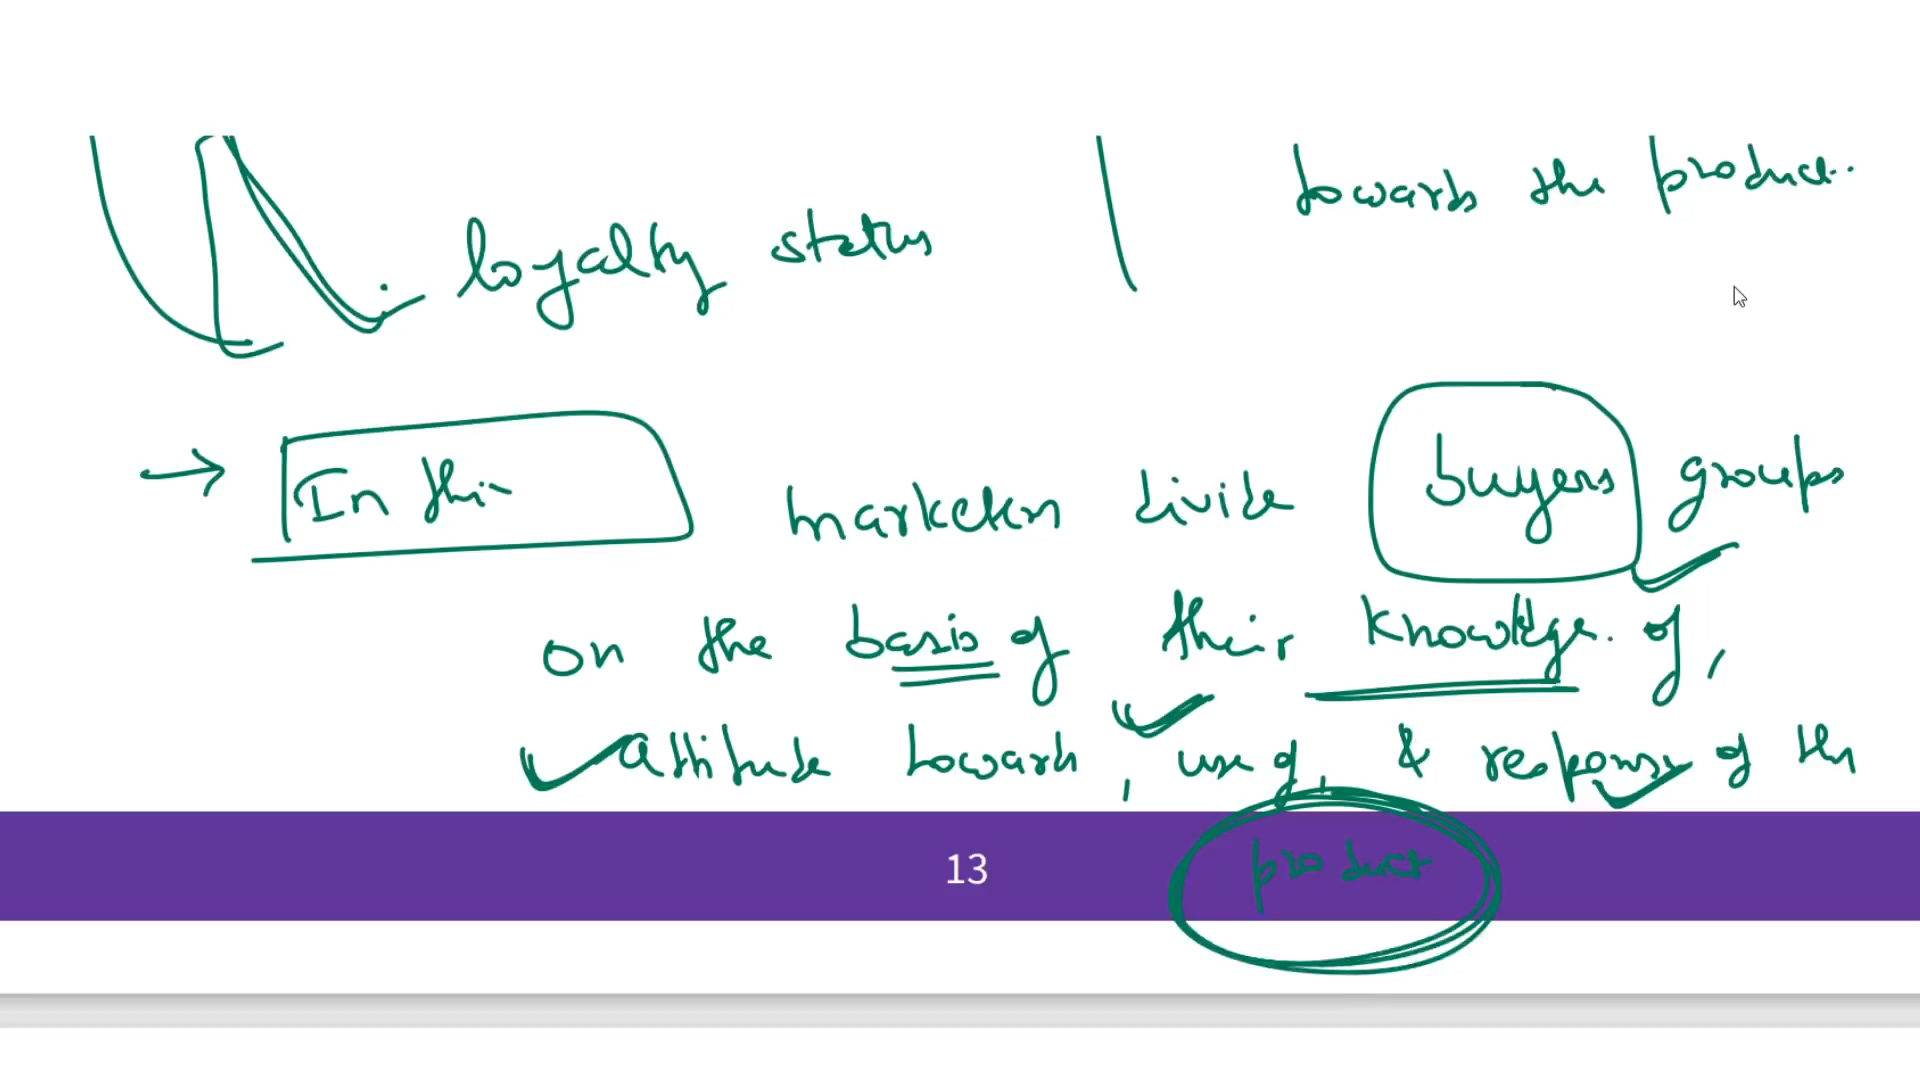 towards the product..
loyalty status
→ In this marketers divide buyers groups
on the basis of their knowledge. of,
attitude toward, use of, & response of the
product
13